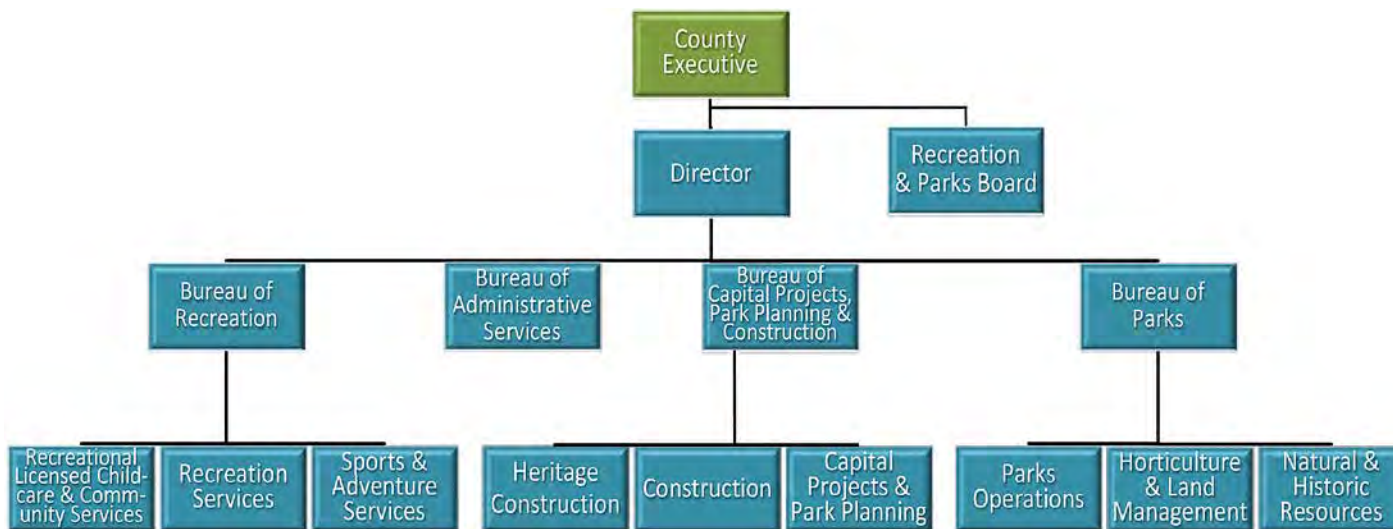 County
Executive
Director
Recreation
& Parks Board
Bureau of
Recreation
Bureau of
Administrative
Services
Bureau of
Capital Projects,
Park Planning &
Construction
Bureau of
Parks
Recreational
Licensed Child-
care & Comm-
unity Services
Recreation
Services
Sports &
Adventure
Services
Heritage
Construction
Construction
Capital
Projects &
Park Planning
Parks
Operations
Horticulture
& Land
Management
Natural &
Historic
Resources